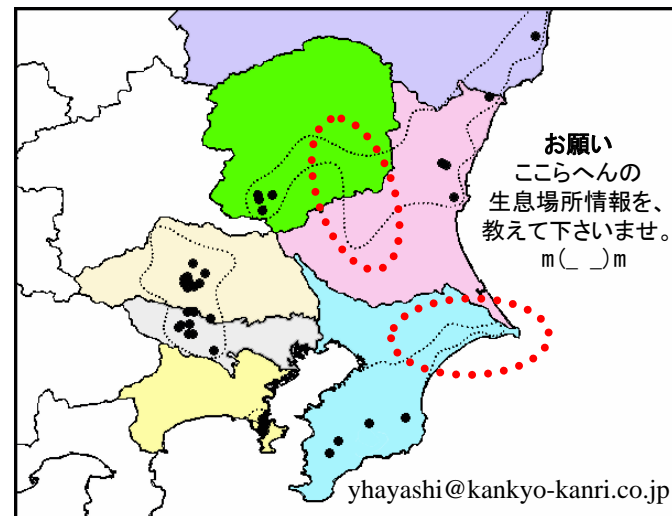 お願い
ここらへんの
生息場所情報を、
教えて下さいませ。
m(_ _)m
yhayashi@kankyo-kanri.co.jp